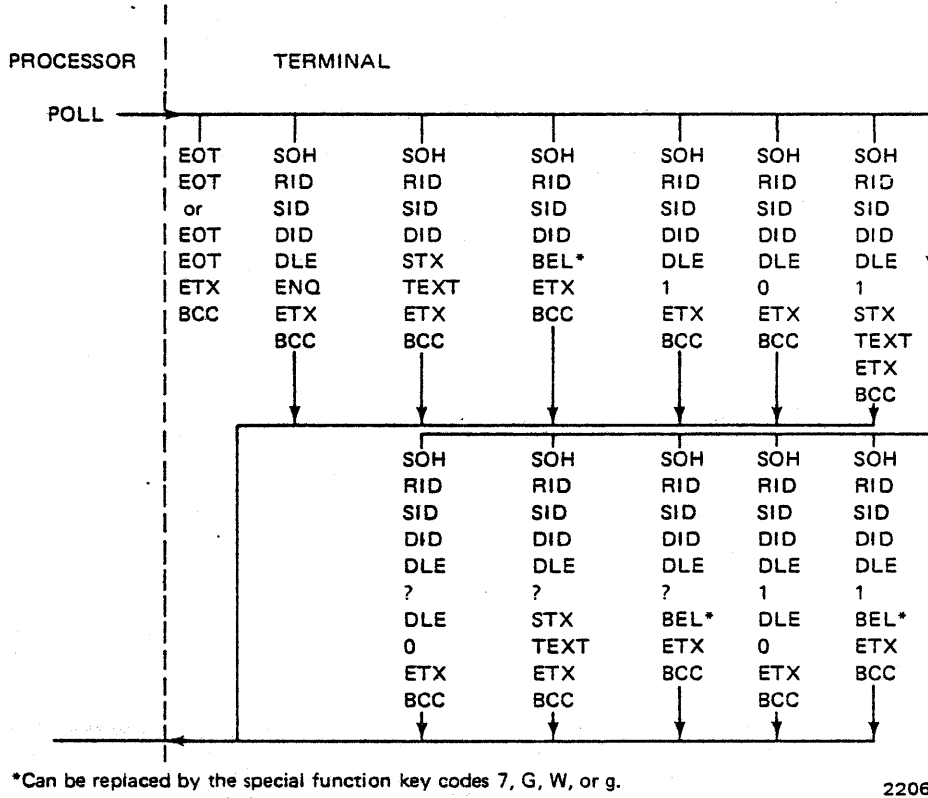 PROCESSOR TERMINAL
POLL
EOT SOH SOH SOH SOH SOH SOH
EOT RID RID RID RID RID RID
or SID SID SID SID SID SID
EOT DID DID DID DID DID DID
EOT DLE STX BEL* DLE DLE DLE
ETX ENQ TEXT ETX 1 0 1
BCC ETX ETX BCC ETX ETX STX
BCC BCC BCC BCC TEXT
ETX
BCC
SOH SOH SOH SOH SOH
RID RID RID RID RID
SID SID SID SID SID
DID DID DID DID DID
DLE DLE DLE DLE DLE
? ? ? 1 1
DLE STX BEL* DLE BEL*
0 TEXT ETX 0 ETX
ETX ETX BCC ETX BCC
BCC BCC BCC
*Can be replaced by the special function key codes 7, G, W, or g.
2206